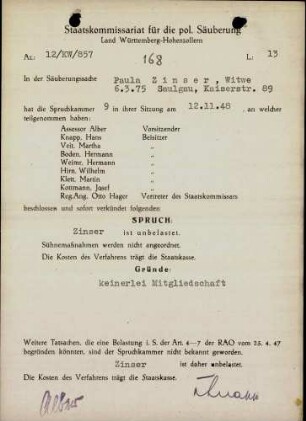 Staatskommissariat für die pol. Säuberung
Land Württemberg-Hohenzollern
Az: 12/XV/857
168
L: 13
In der Säuberungssache Paula Zinser, Witwe
6.3.75 Saulgau, Kaiserstr. 89
hat die Spruchkammer 9 in ihrer Sitzung am 12.11.48, an welcher
teilgenommen haben:
Assessor Alber Vorsitzender
Knapp, Hans Beisitzer
Veit, Martha "
Boden, Hermann "
Weime, Hermann "
Hirn, Wilhelm "
Klett, Martin "
Kottmann, Josef "
Reg.Ang. Otto Hager Vertreter des Staatskommissars
beschlossen und sofort verkündet folgenden
SPRUCH:
Zinser ist unbelastet.
Sühnemaßnahmen werden nicht angeordnet.
Die Kosten des Verfahrens trägt die Staatskasse.
Gründe:
keinerlei Mitgliedschaft
Weitere Tatsachen, die eine Belastung i. S. der Art. 4–7 der RAO vom 25. 4. 47
begründen könnten, sind der Spruchkammer nicht bekannt geworden.
Zinser ist daher unbelastet.
Die Kosten des Verfahrens trägt die Staatskasse.
Alber